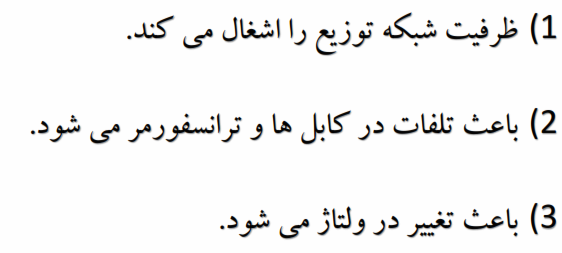 1) ظرفیت شبکه توزیع را اشغال می کند.
2) باعث تلفات در کابل ها و ترانسفورمر می شود.
3) باعث تغییر در ولتاژ می شود.